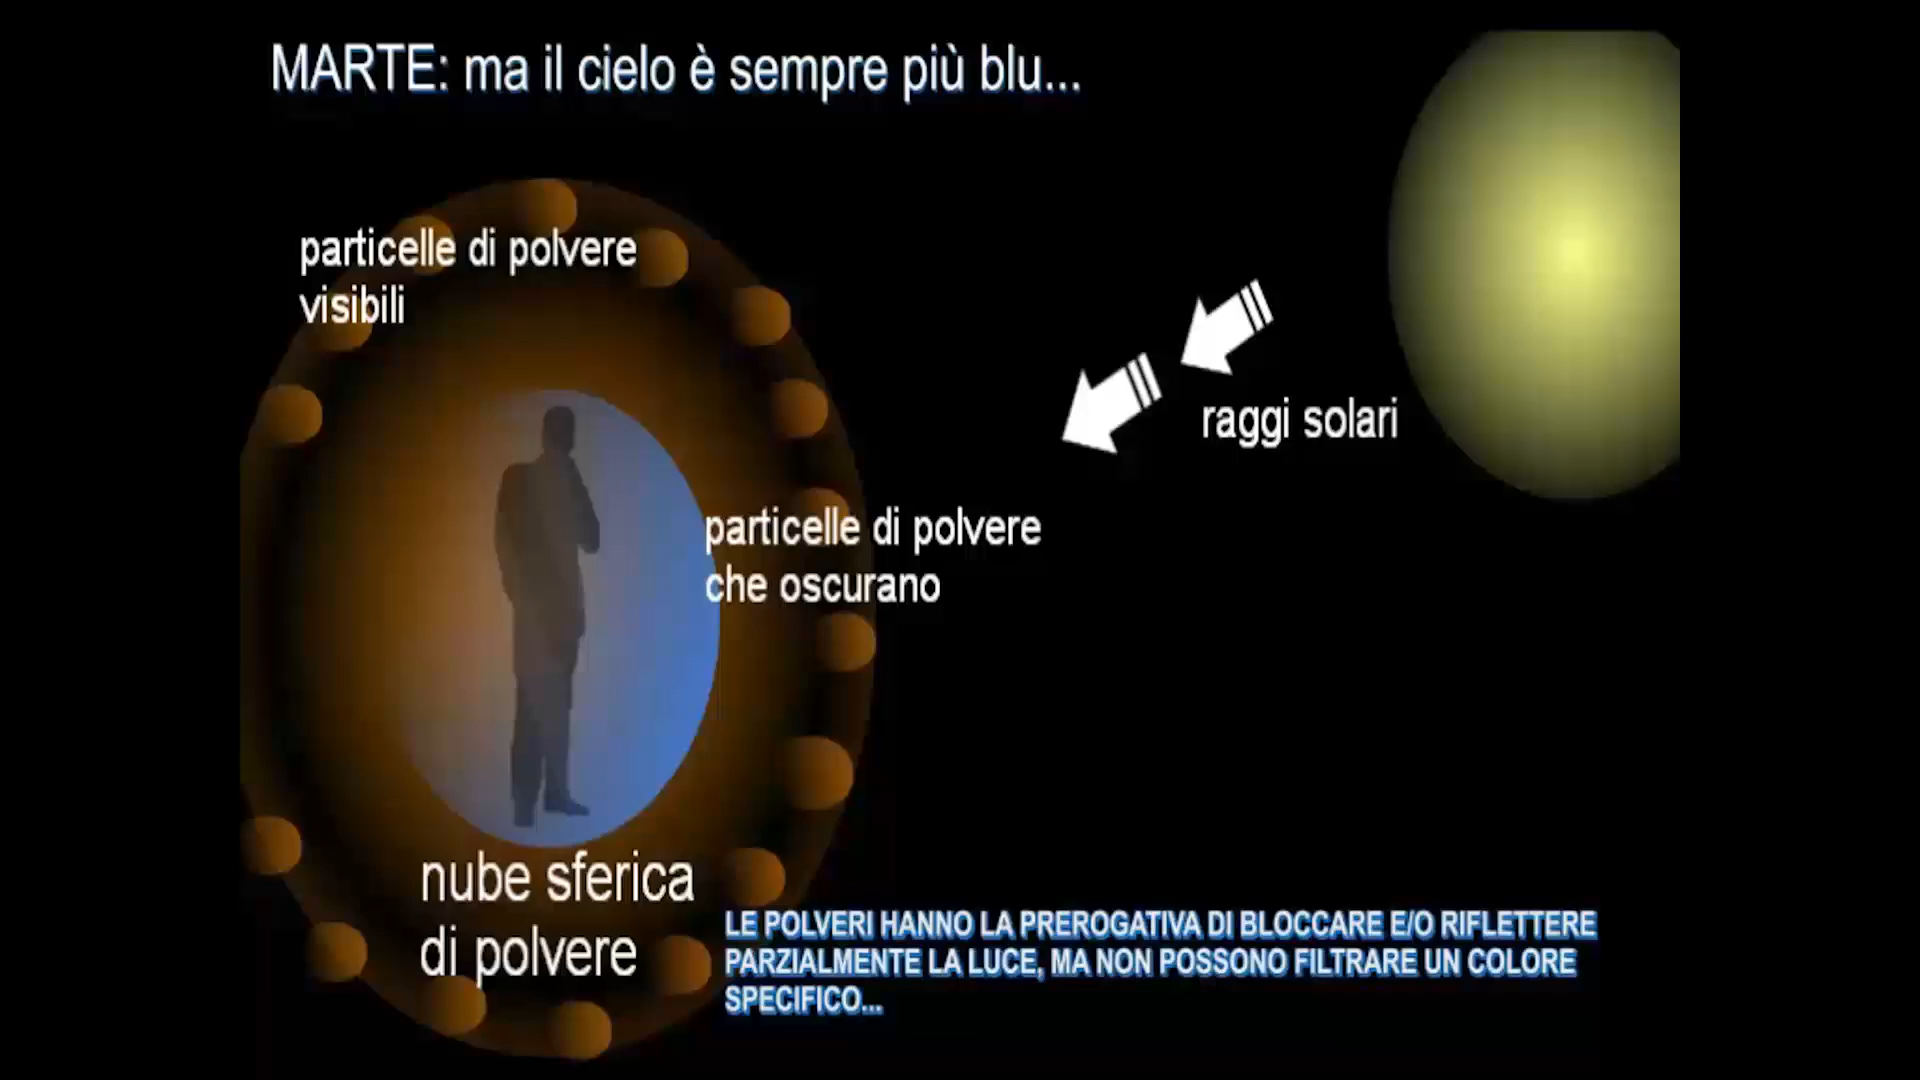 MARTE: ma il cielo è sempre più blu...
particelle di polvere
visibili
raggi solari
particelle di polvere
che oscurano
nube sferica
di polvere
LE POLVERI HANNO LA PREROGATIVA DI BLOCCARE E/O RIFLETTERE
PARZIALMENTE LA LUCE, MA NON POSSONO FILTRARE UN COLORE
SPECIFICO...